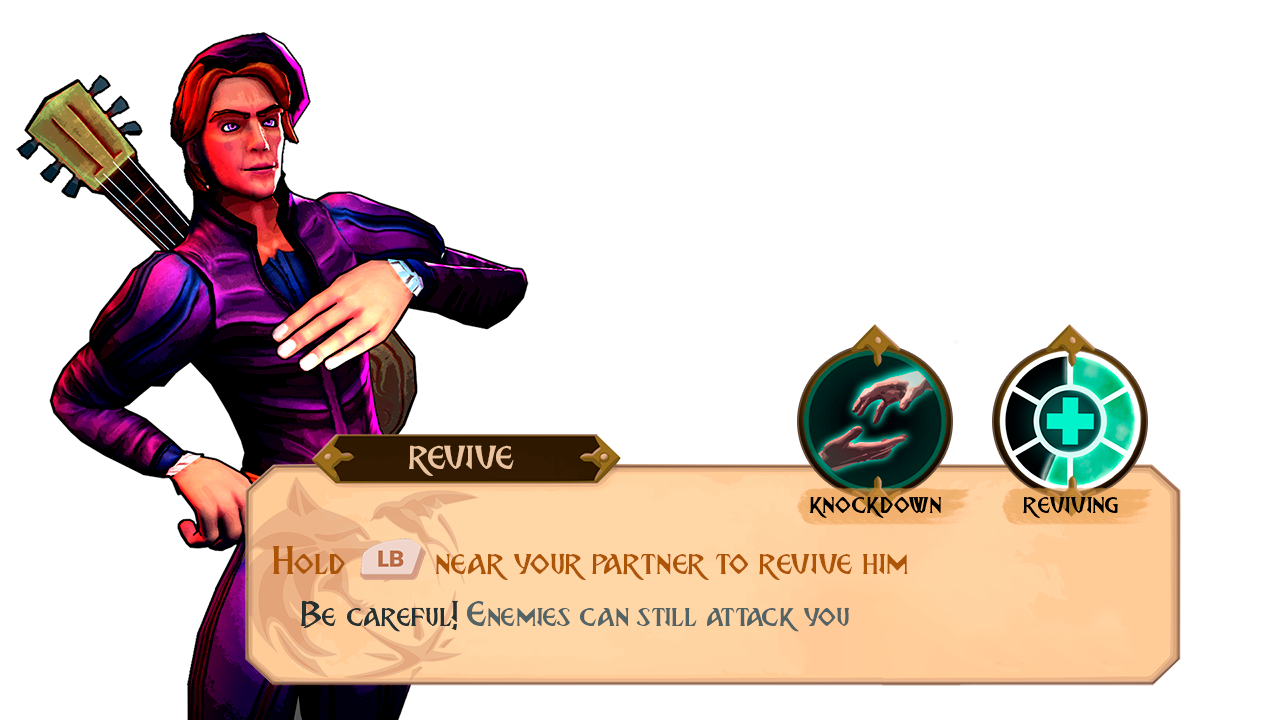 REVIVE
KNOCKDOWN
REVIVING
HOLD LB NEAR YOUR PARTNER TO REVIVE HIM
BE CAREFUL! ENEMIES CAN STILL ATTACK YOU